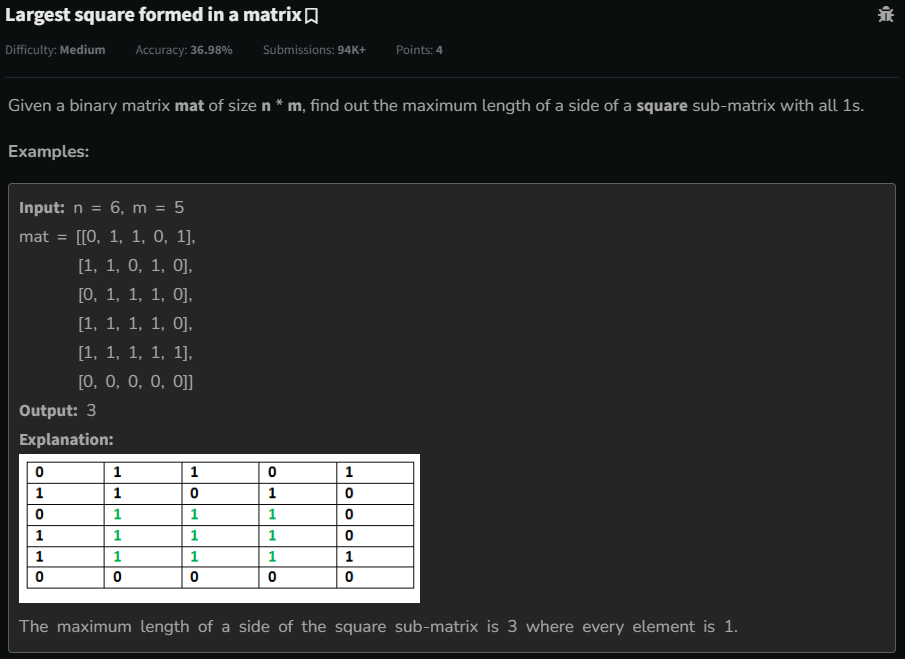 Largest square formed in a matrix
Difficulty: Medium Accuracy: 36.98% Submissions: 94K+ Points: 4
Given a binary matrix mat of size n * m, find out the maximum length of a side of a square sub-matrix with all 1s.
Examples:
Input: n = 6, m = 5
mat = [[0, 1, 1, 0, 1],
[1, 1, 0, 1, 0],
[0, 1, 1, 1, 0],
[1, 1, 1, 1, 0],
[1, 1, 1, 1, 1],
[0, 0, 0, 0, 0]]
Output: 3
Explanation:
0 1 1 0 1
1 1 0 1 0
0 1 1 1 0
1 1 1 1 0
1 1 1 1 1
0 0 0 0 0
The maximum length of a side of the square sub-matrix is 3 where every element is 1.